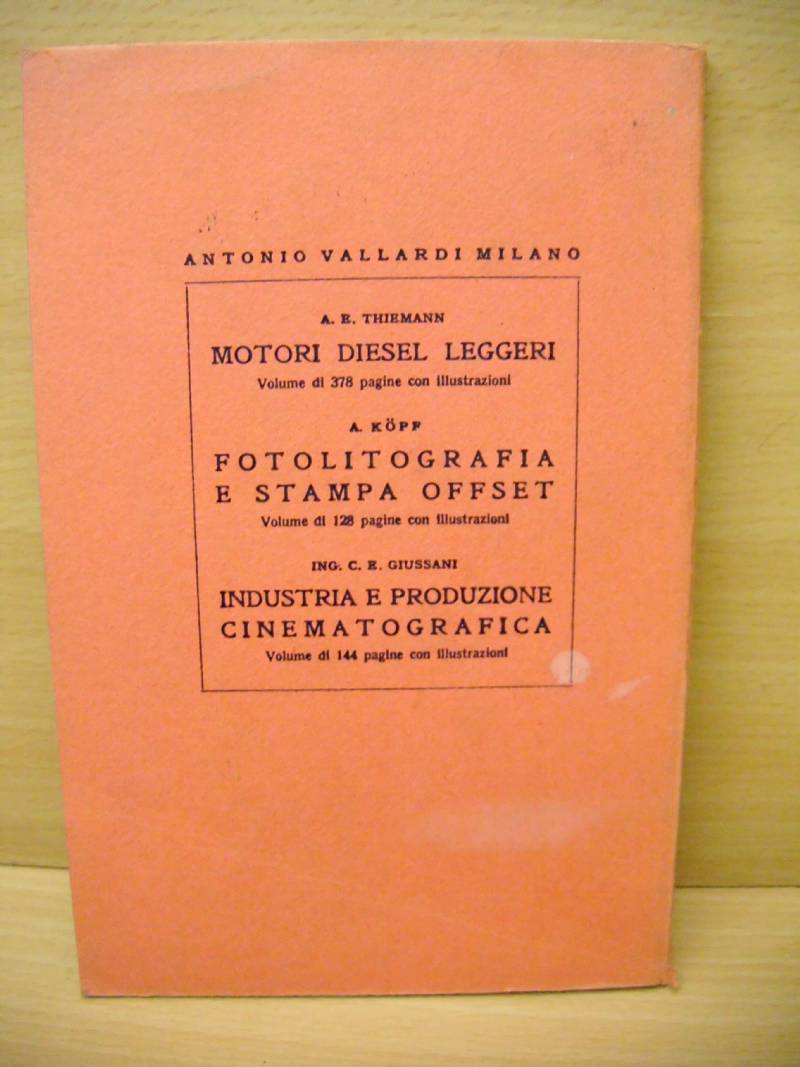 ANTONIO VALLARDI MILANO
A. E. THIEMANN
MOTORI DIESEL LEGGERI
Volume di 378 pagine con illustrazioni
A. KÖPF
FOTOLITOGRAFIA
E STAMPA OFFSET
Volume di 128 pagine con illustrazioni
ING. C. E. GIUSSANI
INDUSTRIA E PRODUZIONE
CINEMATOGRAFICA
Volume di 144 pagine con illustrazioni